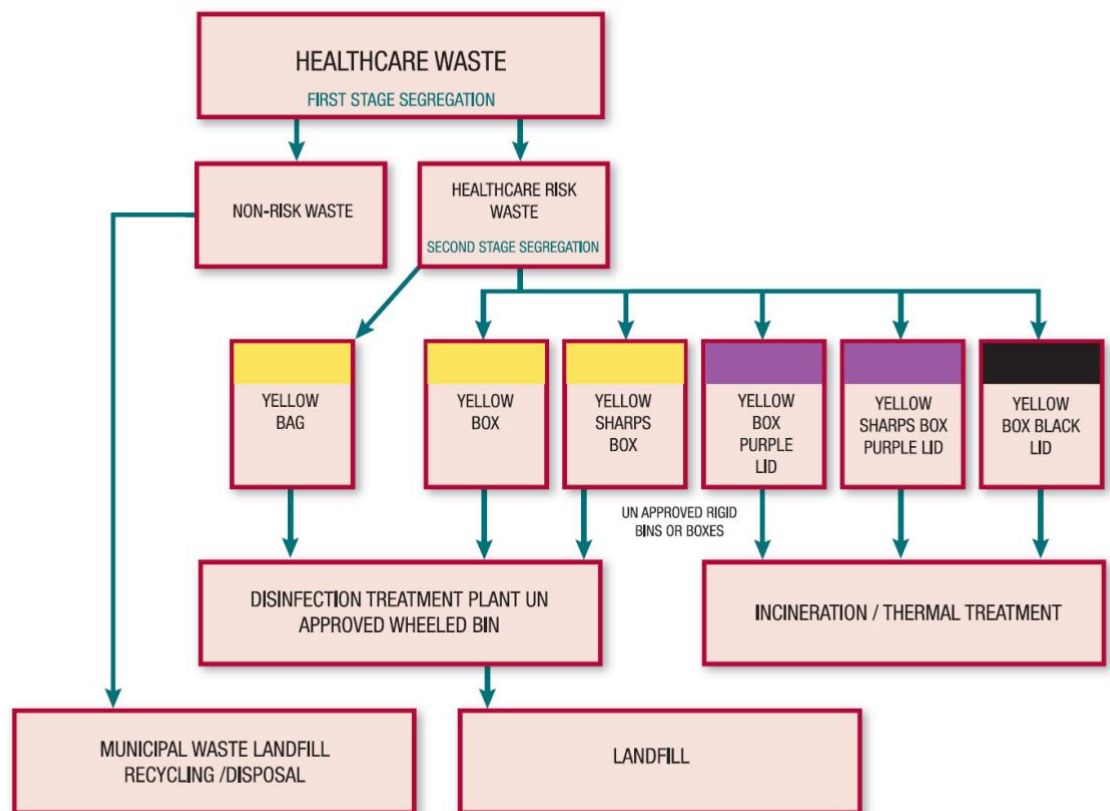 HEALTHCARE WASTE
FIRST STAGE SEGREGATION
NON-RISK WASTE
HEALTHCARE RISK
WASTE
SECOND STAGE SEGREGATION
YELLOW
BAG
YELLOW
BOX
YELLOW
SHARPS
BOX
YELLOW
BOX
PURPLE
LID
YELLOW
SHARPS BOX
PURPLE LID
YELLOW
BOX BLACK
LID
UN APPROVED RIGID
BINS OR BOXES
DISINFECTION TREATMENT PLANT UN
APPROVED WHEELED BIN
INCINERATION / THERMAL TREATMENT
MUNICIPAL WASTE LANDFILL
RECYCLING /DISPOSAL
LANDFILL